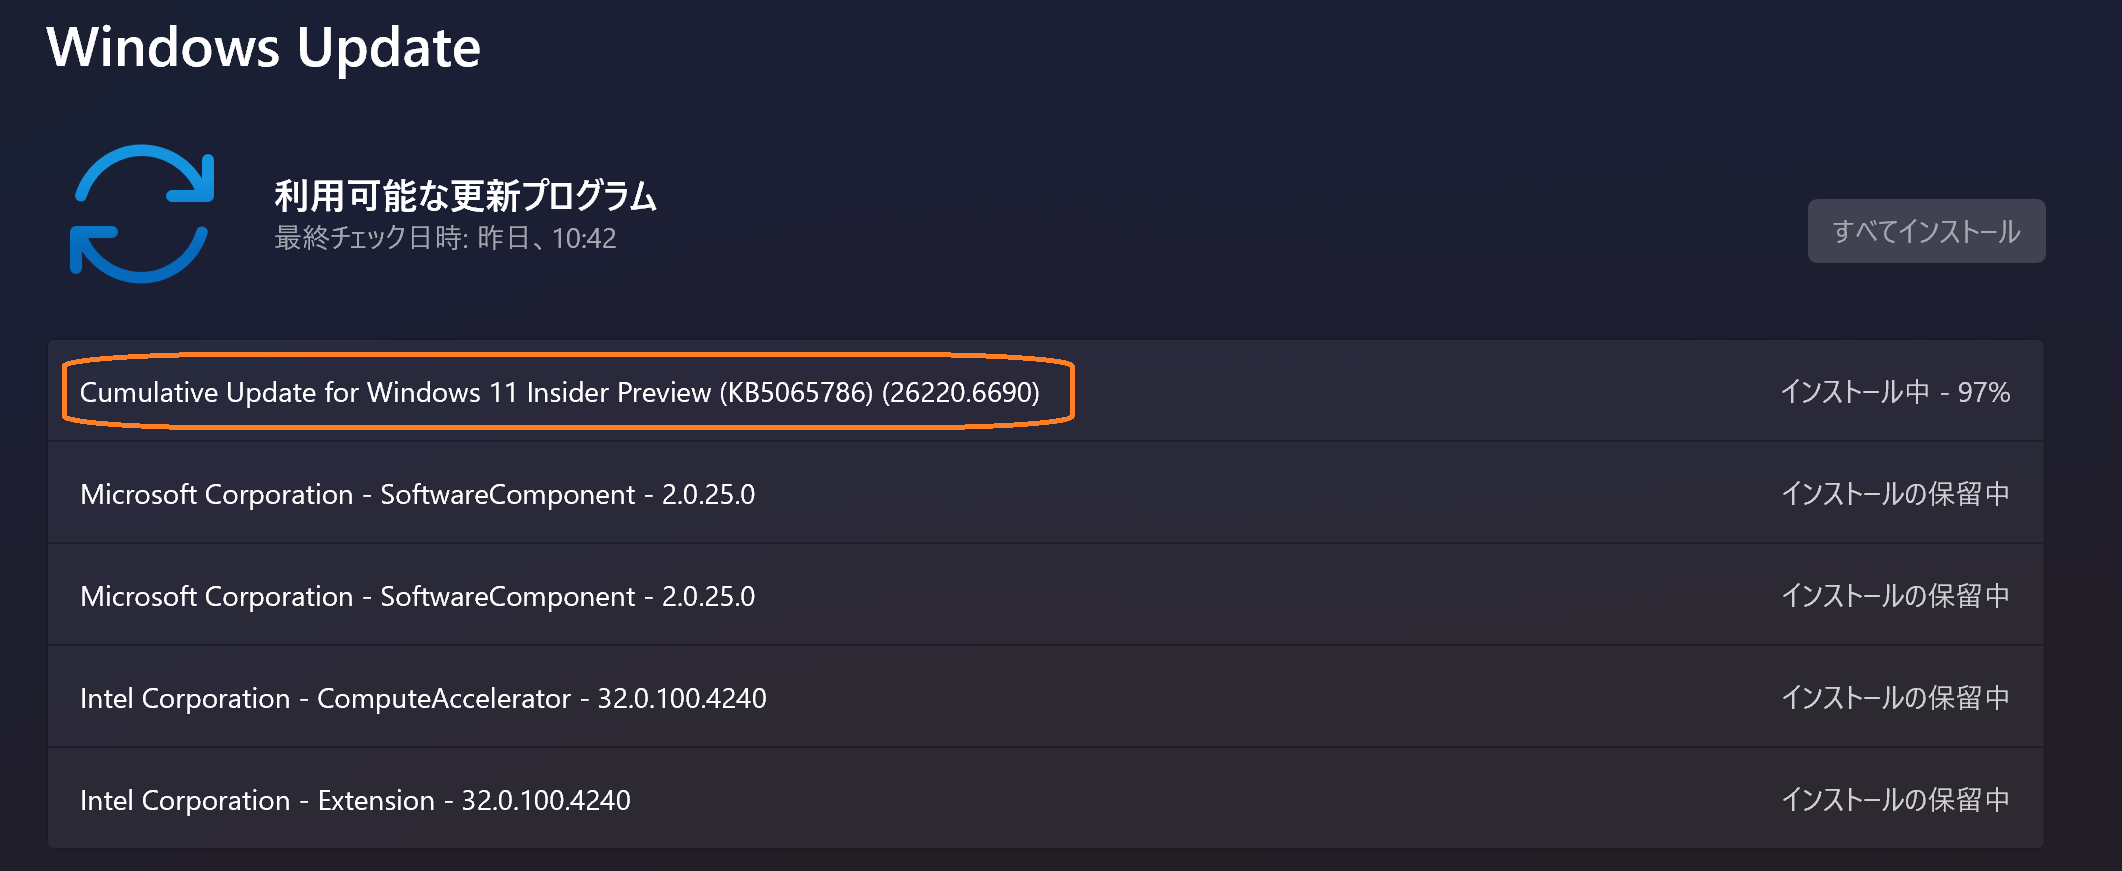 Windows Update
利用可能な更新プログラム
最終チェック日時: 昨日、10:42
すべてインストール
Cumulative Update for Windows 11 Insider Preview (KB5065786) (26220.6690)
インストール中 - 97%
Microsoft Corporation - SoftwareComponent - 2.0.25.0
インストールの保留中
Microsoft Corporation - SoftwareComponent - 2.0.25.0
インストールの保留中
Intel Corporation - ComputeAccelerator - 32.0.100.4240
インストールの保留中
Intel Corporation - Extension - 32.0.100.4240
インストールの保留中